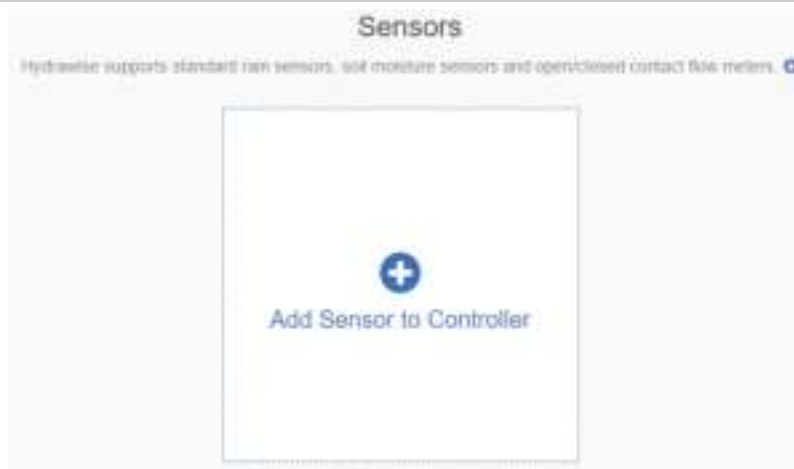 Sensors
Hydrawise supports standard rain sensors, soil moisture sensors and open/closed contact flow meters.
Add Sensor to Controller